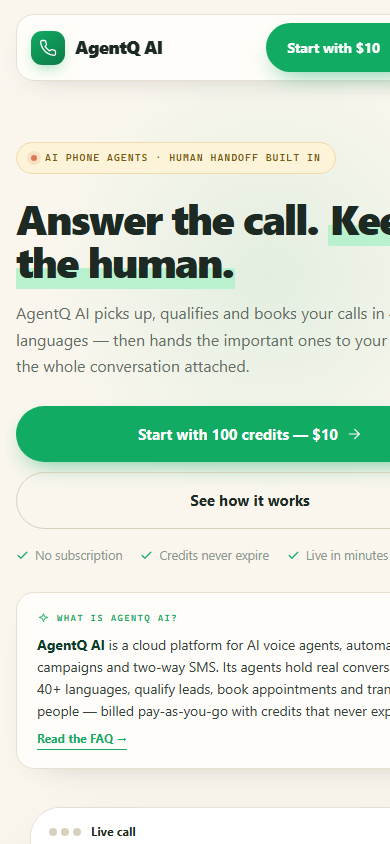 AgentQ AI
Start with $10
AI PHONE AGENTS · HUMAN HANDOFF BUILT IN
Answer the call. Kee
the human.
AgentQ AI picks up, qualifies and books your calls in
languages — then hands the important ones to your
the whole conversation attached.
Start with 100 credits — $10 →
See how it works
No subscription
Credits never expire
Live in minutes
WHAT IS AGENTQ AI?
AgentQ AI is a cloud platform for AI voice agents, automa
campaigns and two-way SMS. Its agents hold real convers
40+ languages, qualify leads, book appointments and tran
people — billed pay-as-you-go with credits that never exp
Read the FAQ →
Live call